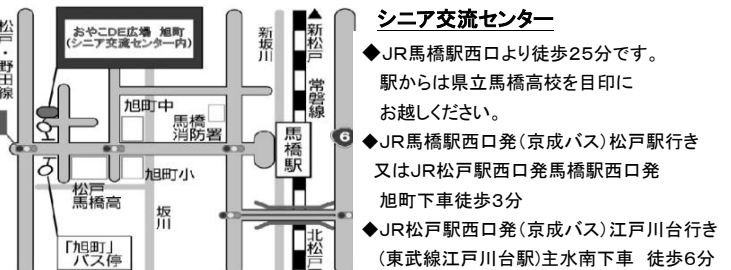 松戸・野田線
おやこDE広場 旭町
(シニア交流センター内)
新坂川
▲新松戸
常磐線
旭町中
馬橋
消防署
馬橋駅
6
旭町小
松戸
馬橋高
坂川
「旭町」
バス停
北松戸
シニア交流センター
◆JR馬橋駅西口より徒歩25分です。
駅からは県立馬橋高校を目印に
お越しください。
◆JR馬橋駅西口発(京成バス)松戸駅行き
又はJR松戸駅西口発馬橋駅西口発
旭町下車徒歩3分
◆JR松戸駅西口発(京成バス)江戸川台行き
(東武線江戸川台駅)主水南下車 徒歩6分